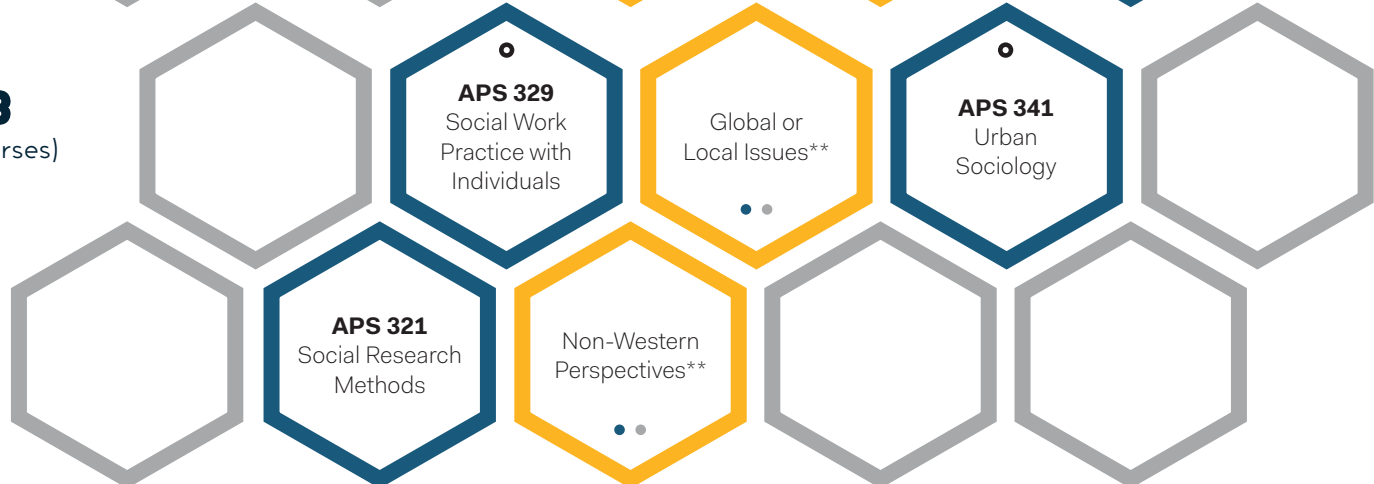 APS 329
Social Work
Practice with
Individuals
Global or
Local Issues**
APS 341
Urban
Sociology
APS 321
Social Research
Methods
Non-Western
Perspectives**